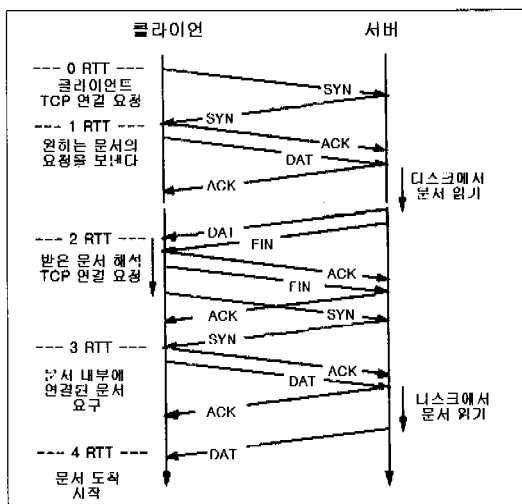 클라이언 서버
--- 0 RTT ---
클라이언트
TCP 연결 요청
SYN
SYN
--- 1 RTT ---
원하는 문서의
요청을 보낸다
ACK
DAT
ACK
디스크에서
문서 읽기
DAT
FIN
--- 2 RTT ---
받은 문서 해석
TCP 연결 요청
ACK
FIN
ACK
SYN
SYN
--- 3 RTT ---
문서 내부에
연결된 문서
요구
ACK
DAT
ACK
디스크에서
문서 읽기
DAT
--- 4 RTT ---
문서 도착
시작